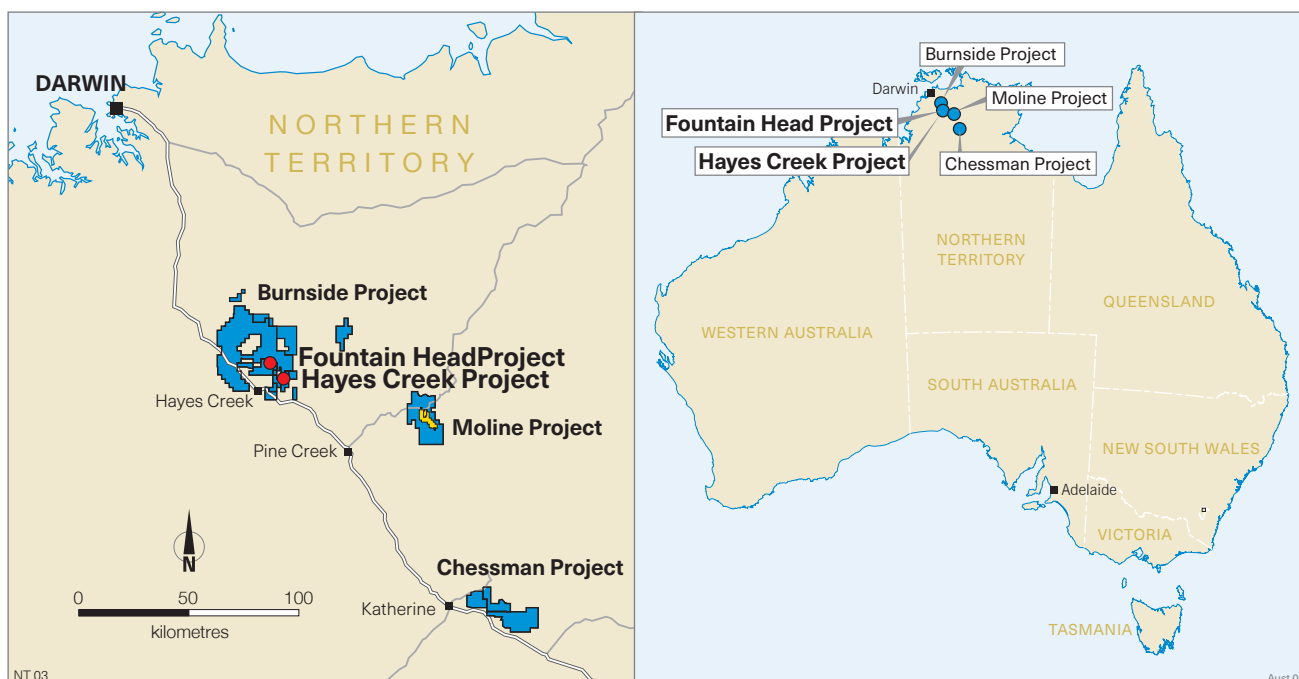 DARWIN
NORTHERN
TERRITORY
Burnside Project
Fountain HeadProject
Hayes Creek Project
Hayes Creek
Moline Project
Pine Creek
Chessman Project
Katherine
N
0 50 100
kilometres
NT 03
Burnside Project
Darwin
Moline Project
Fountain Head Project
Hayes Creek Project
Chessman Project
NORTHERN
TERRITORY
QUEENSLAND
WESTERN AUSTRALIA
SOUTH AUSTRALIA
NEW SOUTH WALES
Adelaide
VICTORIA
TASMANIA